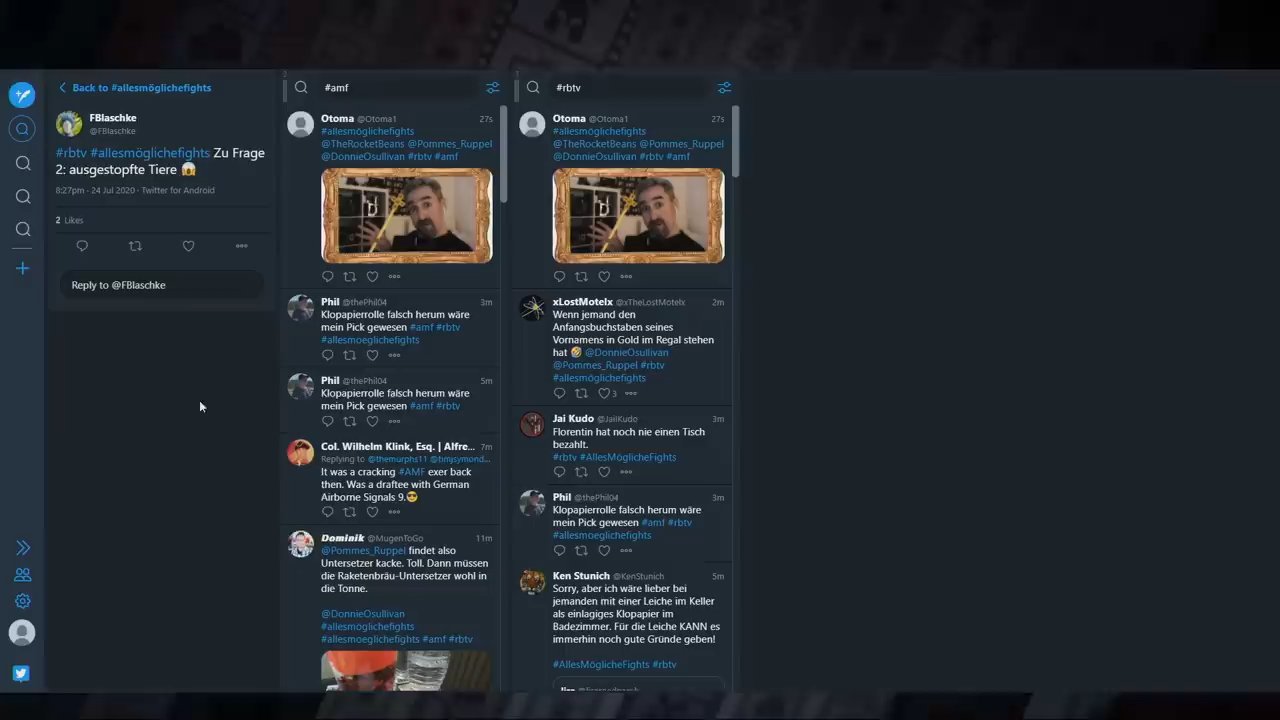 Back to #allesmöglichefights
FBlaschke
@FBlaschke
#rbtv #allesmöglichefights Zu Frage
2: ausgestopfte Tiere 😱
8:27pm · 24 Jul 2020 · Twitter for Android
2 Likes
Reply to @FBlaschke
#amf
Otoma @Otoma1 27s
#allesmöglichefights
@TheRocketBeans @Pommes_Ruppel
@DonnieOsullivan #rbtv #amf
Phil @thePhil04 3m
Klopapierrolle falsch herum wäre
mein Pick gewesen #amf #rbtv
#allesmoeglichefights
Phil @thePhil04 5m
Klopapierrolle falsch herum wäre
mein Pick gewesen #amf #rbtv
Col. Wilhelm Klink, Esq. | Alfre... 7m
Replying to @themurphs11 @timjsymond...
It was a cracking #AMF exer back
then. Was a draftee with German
Airborne Signals 9.😎
Dominik @MugenToGo 11m
@Pommes_Ruppel findet also
Untersetzer kacke. Toll. Dann müssen
die Raketenbräu-Untersetzer wohl in
die Tonne.
@DonnieOsullivan
#allesmöglichefights
#allesmoeglichefights #amf #rbtv
#rbtv
Otoma @Otoma1 27s
#allesmöglichefights
@TheRocketBeans @Pommes_Ruppel
@DonnieOsullivan #rbtv #amf
xLostMotelx @xTheLostMotelx 2m
Wenn jemand den
Anfangsbuchstaben seines
Vornamens in Gold im Regal stehen
hat 🤣 @DonnieOsullivan
@Pommes_Ruppel #rbtv
#allesmöglichefights
3
Jai Kudo @JaiIKudo 3m
Florentin hat noch nie einen Tisch
bezahlt.
#rbtv #AllesMöglicheFights
Phil @thePhil04 3m
Klopapierrolle falsch herum wäre
mein Pick gewesen #amf #rbtv
#allesmoeglichefights
Ken Stunich @KenStunich 5m
Sorry, aber ich wäre lieber bei
jemanden mit einer Leiche im Keller
als einlagiges Klopapier im
Badezimmer. Für die Leiche KANN es
immerhin noch gute Gründe geben!
#AllesMöglicheFights #rbtv